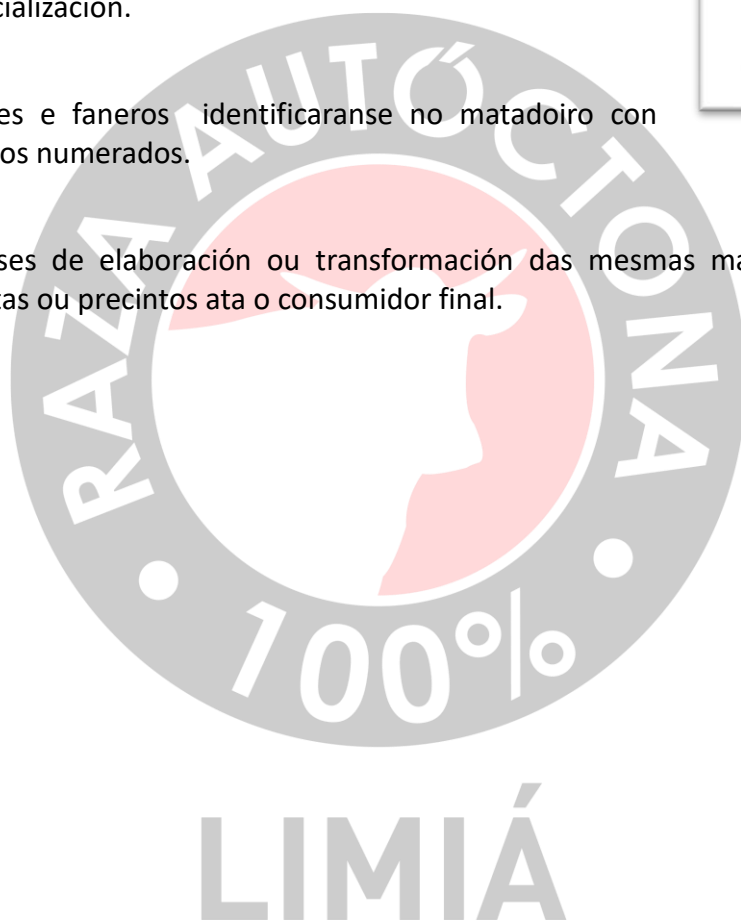 cialización.
es e faneros identificaranse no matadoiro con
os numerados.
ses de elaboración ou transformación das mesmas ma
tas ou precintos ata o consumidor final.
RAZA AUTÓCTONA
100%
LIMIÁ